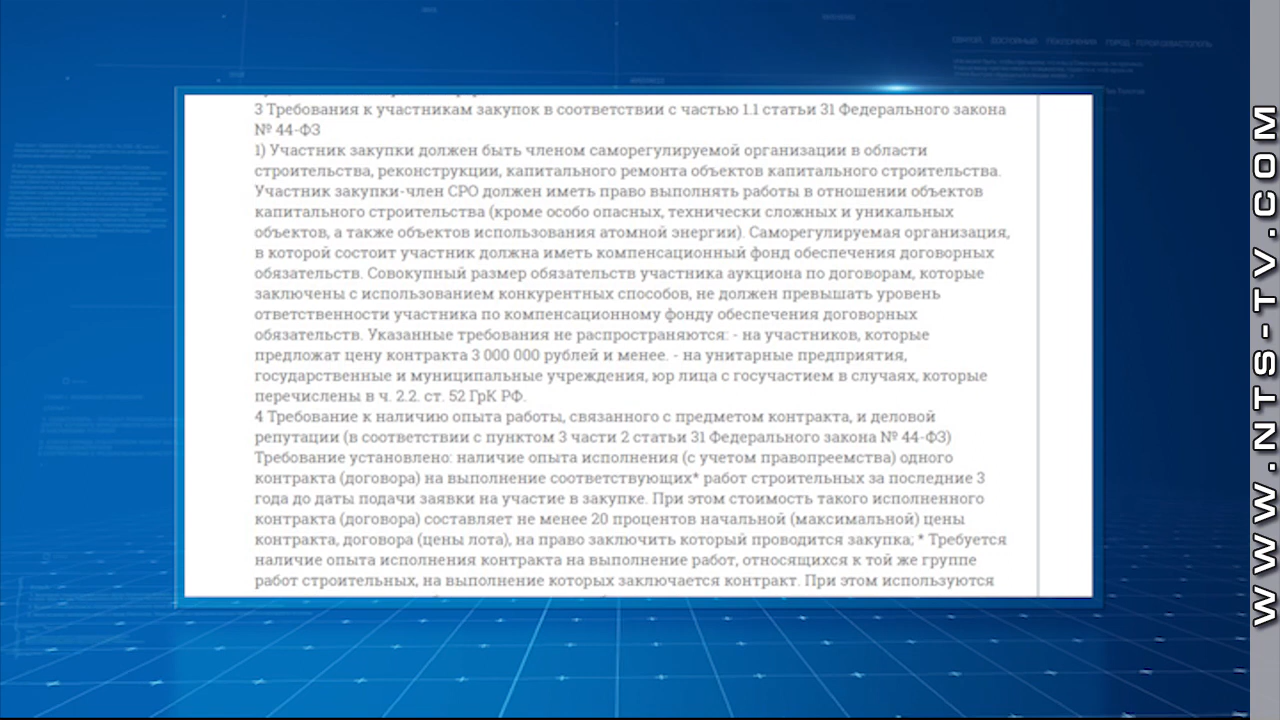 СВЯТОЙ, ДОСТОЙНЫЙ ПОКЛОНЕНИЯ ГОРОД - ГЕРОЙ СЕВАСТОПОЛЬ
3 Требования к участникам закупок в соответствии с частью 1.1 статьи 31 Федерального закона
№ 44-ФЗ
1) Участник закупки должен быть членом саморегулируемой организации в области
строительства, реконструкции, капитального ремонта объектов капитального строительства.
Участник закупки-член СРО должен иметь право выполнять работы в отношении объектов
капитального строительства (кроме особо опасных, технически сложных и уникальных
объектов, а также объектов использования атомной энергии). Саморегулируемая организация,
в которой состоит участник должна иметь компенсационный фонд обеспечения договорных
обязательств. Совокупный размер обязательств участника аукциона по договорам, которые
заключены с использованием конкурентных способов, не должен превышать уровень
ответственности участника по компенсационному фонду обеспечения договорных
обязательств. Указанные требования не распространяются: - на участников, которые
предложат цену контракта 3 000 000 рублей и менее. - на унитарные предприятия,
государственные и муниципальные учреждения, юр лица с госучастием в случаях, которые
перечислены в ч. 2.2. ст. 52 ГрК РФ.
4 Требование к наличию опыта работы, связанного с предметом контракта, и деловой
репутации (в соответствии с пунктом 3 части 2 статьи 31 Федерального закона № 44-ФЗ)
Требование установлено: наличие опыта исполнения (с учетом правопреемства) одного
контракта (договора) на выполнение соответствующих* работ строительных за последние 3
года до даты подачи заявки на участие в закупке. При этом стоимость такого исполненного
контракта (договора) составляет не менее 20 процентов начальной (максимальной) цены
контракта, договора (цены лота), на право заключить который проводится закупка; * Требуется
наличие опыта исполнения контракта на выполнение работ, относящихся к той же группе
работ строительных, на выполнение которых заключается контракт. При этом используются
WWW.NTS-TV.COM